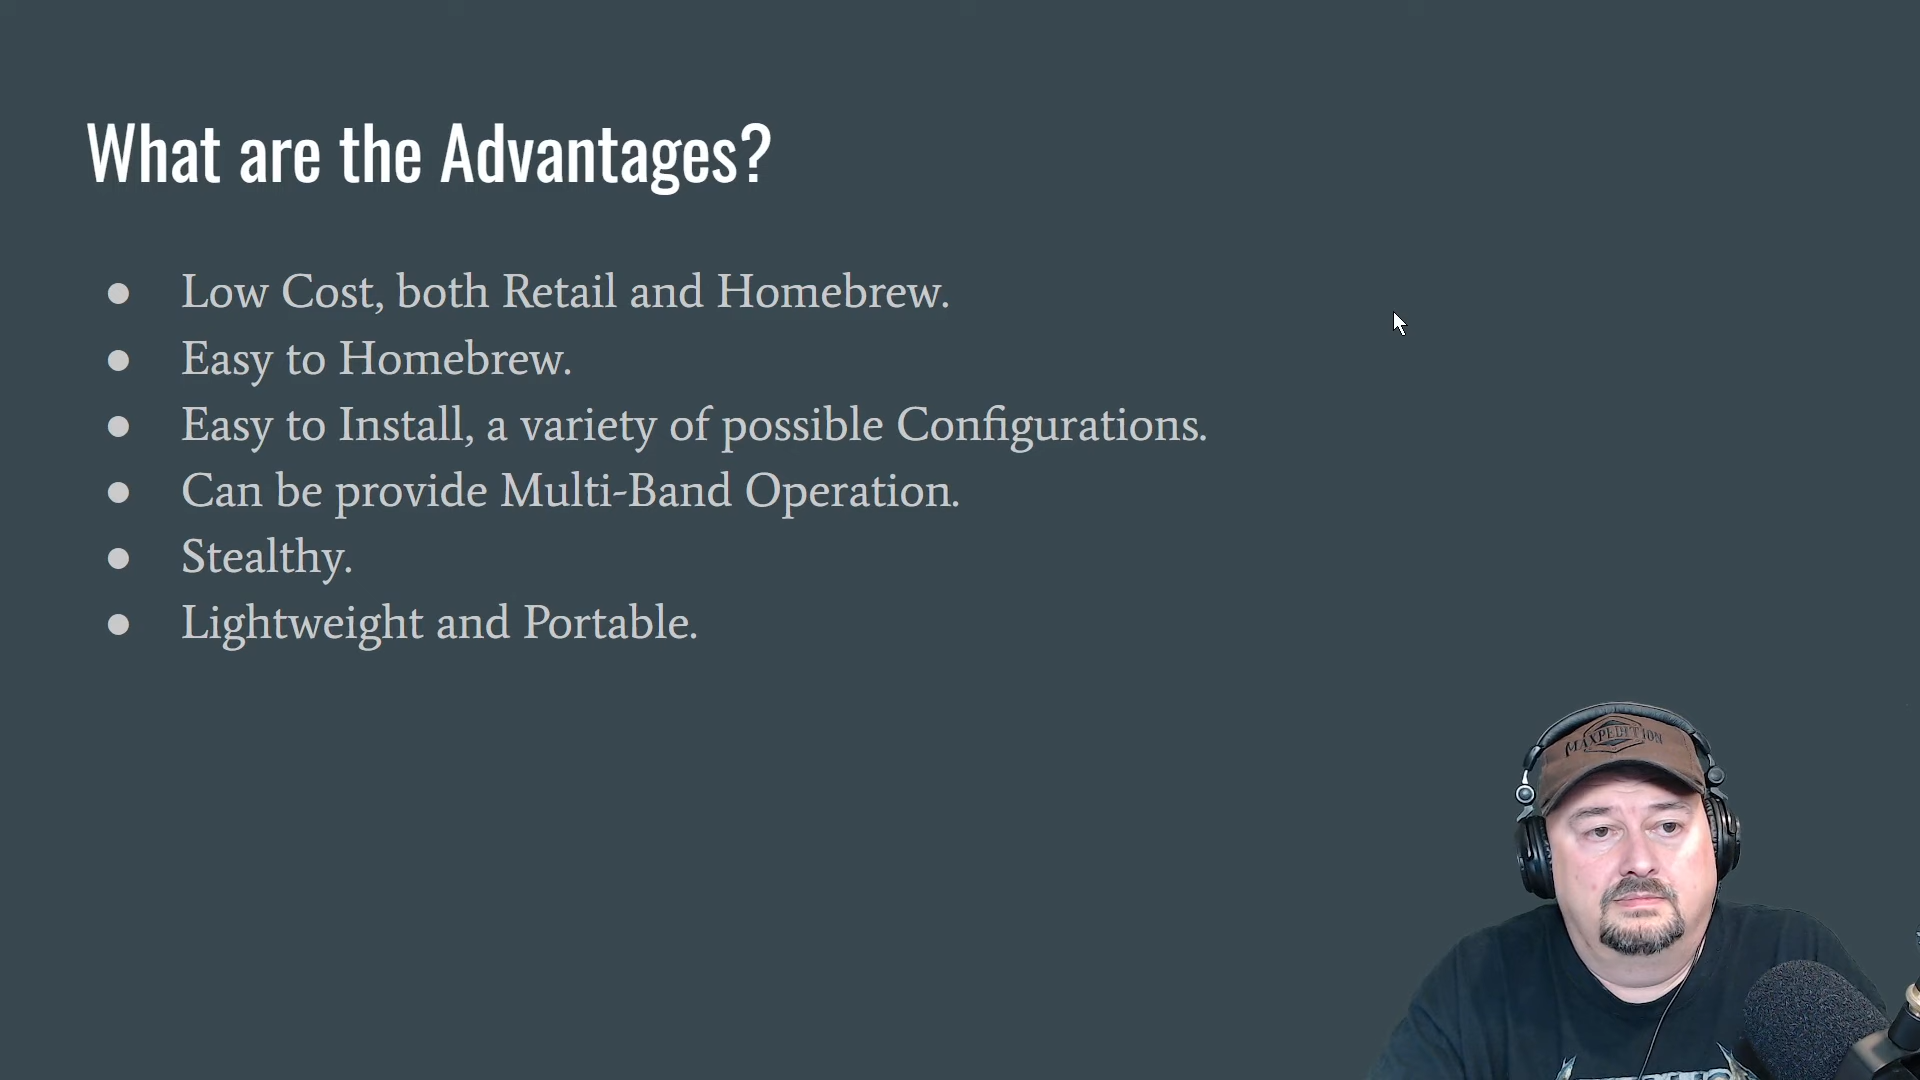 What are the Advantages?
● Low Cost, both Retail and Homebrew.
● Easy to Homebrew.
● Easy to Install, a variety of possible Configurations.
● Can be provide Multi-Band Operation.
● Stealthy.
● Lightweight and Portable.
MAXPEDITION